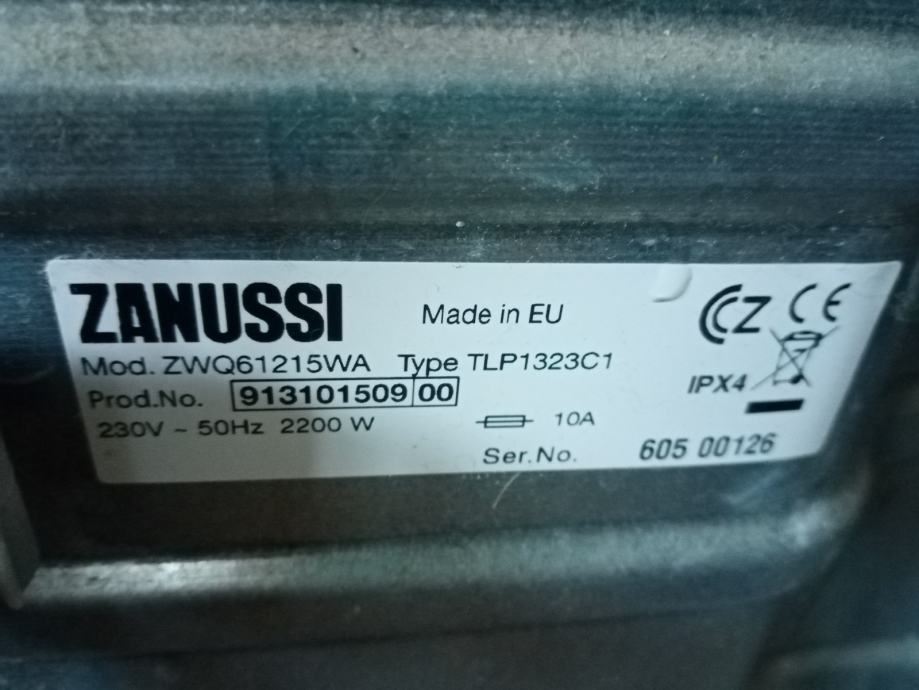 ZANUSSI
Made in EU
CZ CE
Mod. ZWQ61215WA Type TLP1323C1
IPX4
Prod.No. 913101509 00
230V ~ 50Hz 2200 W
10A
Ser.No. 605 00126